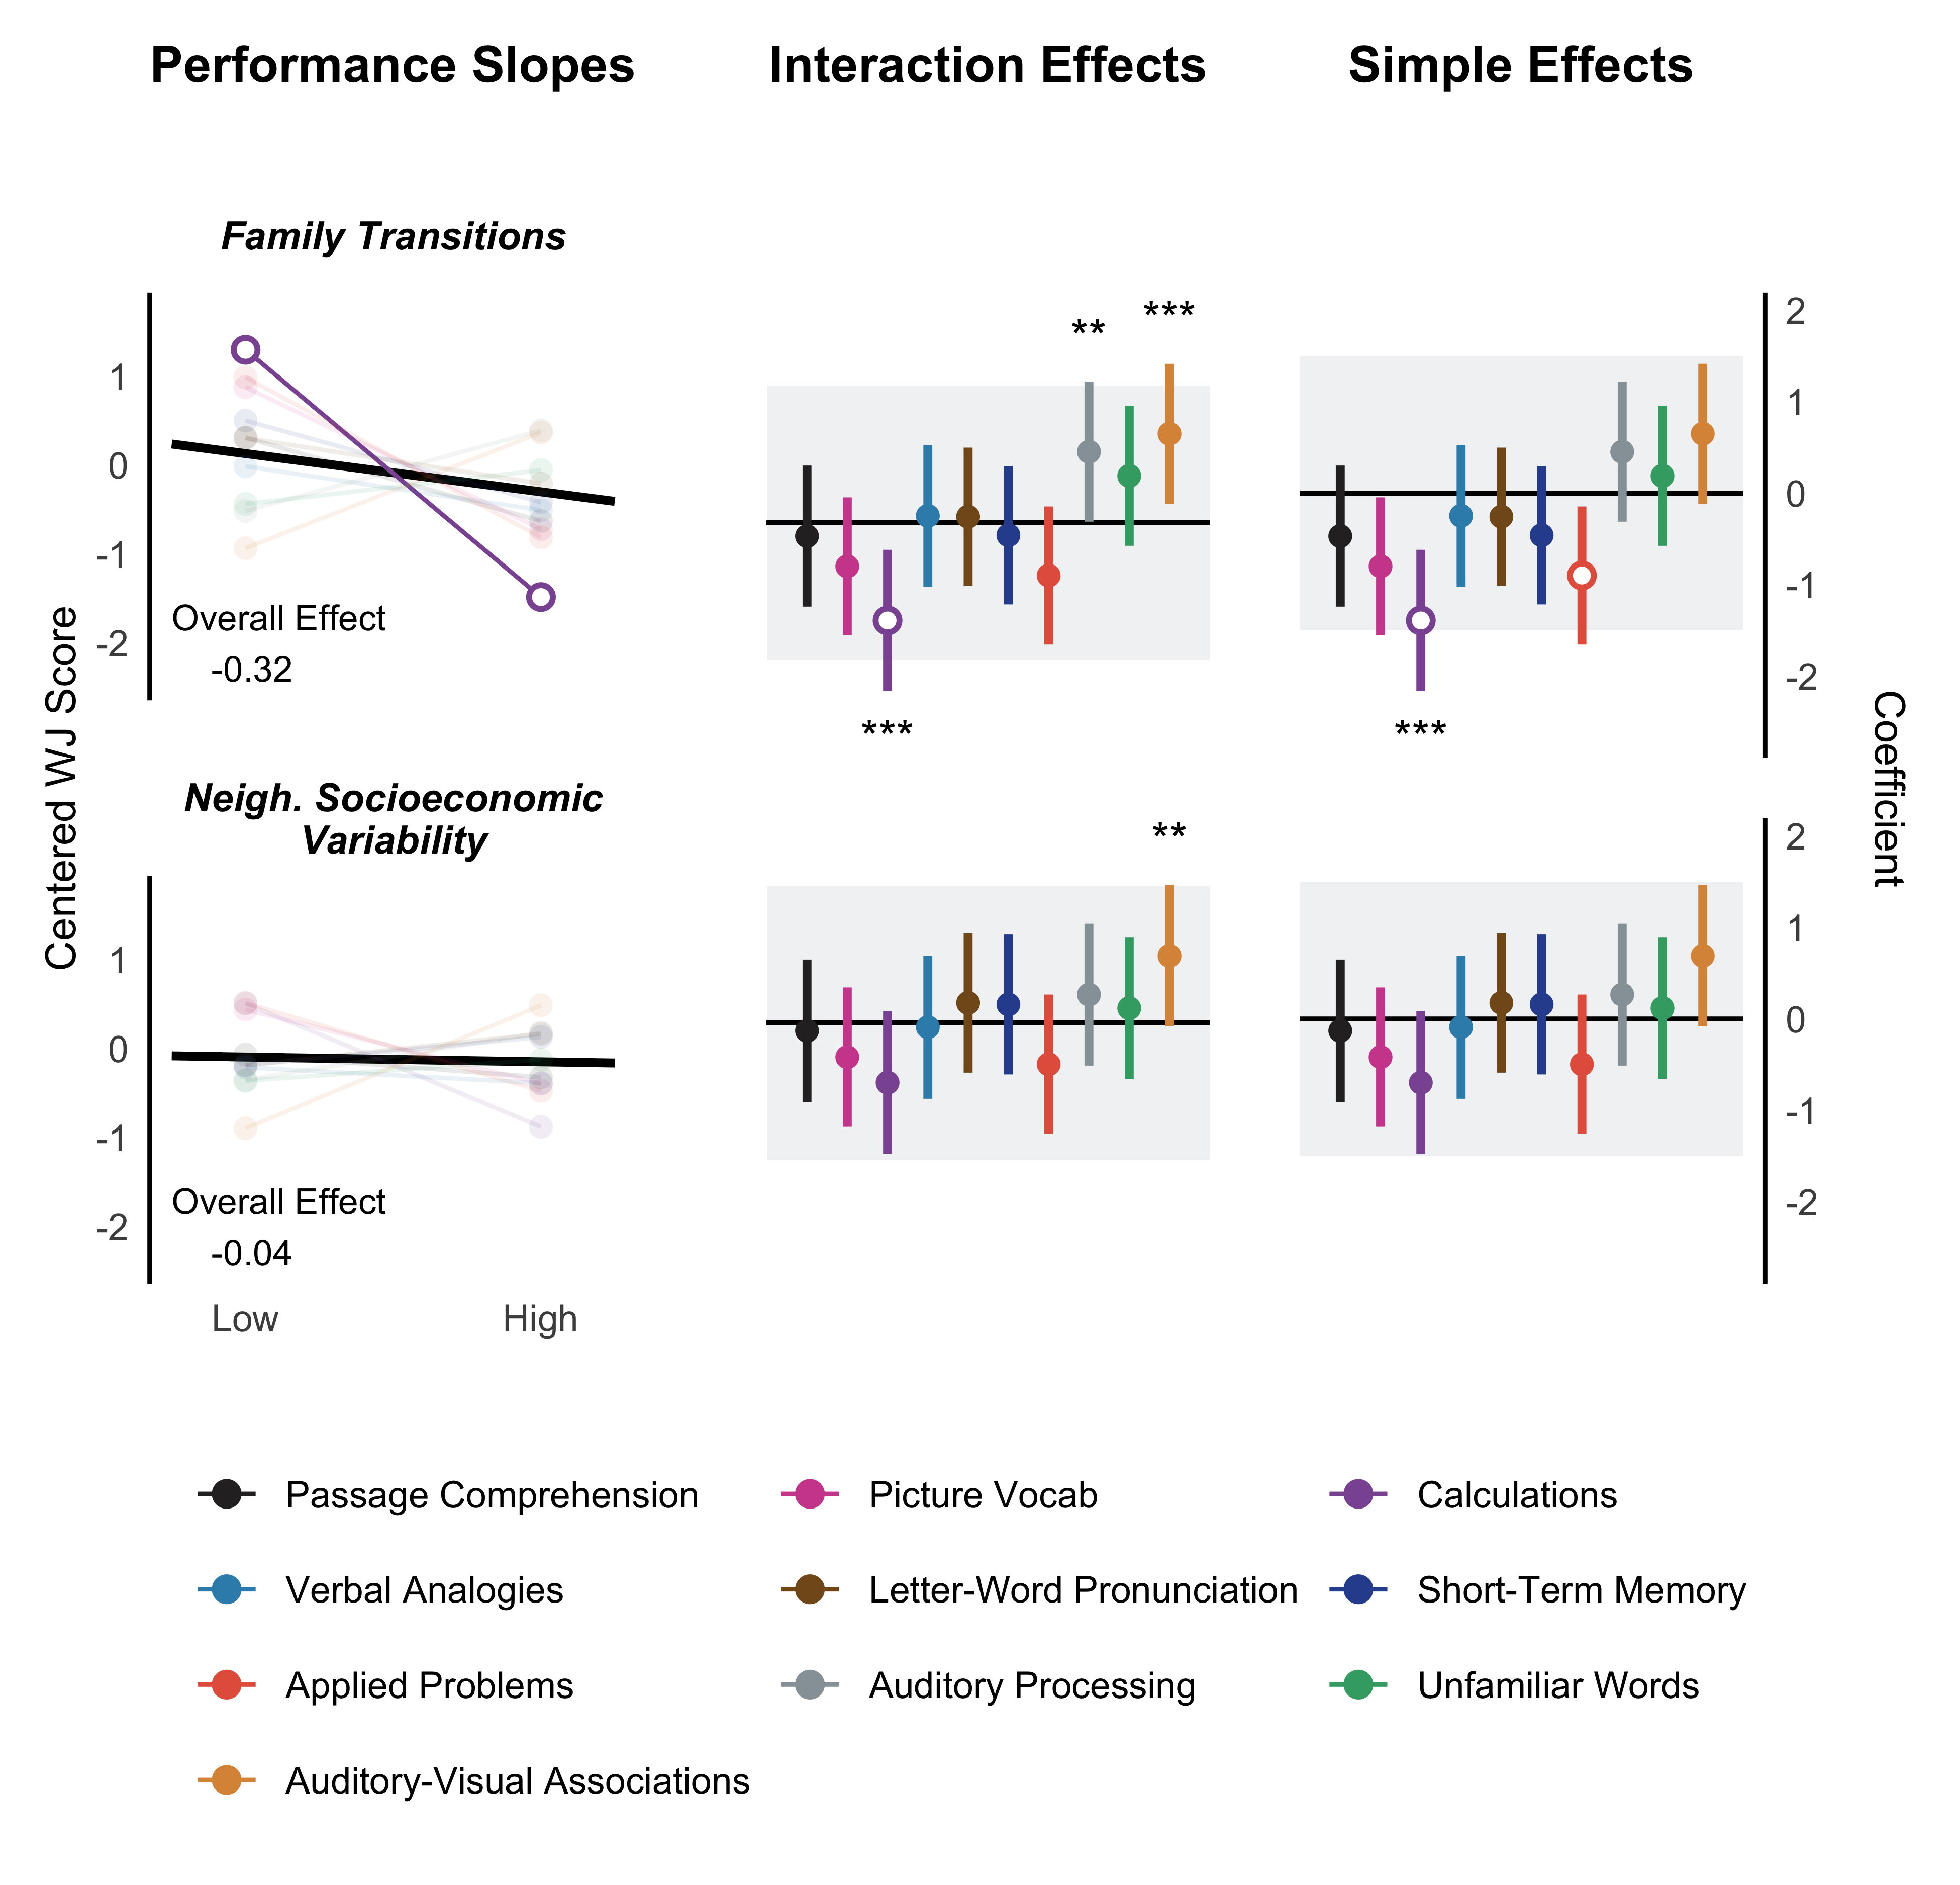 Performance Slopes
Interaction Effects
Simple Effects
Family Transitions
Centered WJ Score
1
0
-1
-2
Overall Effect
-0.32
**
***
***
***
2
1
0
-1
-2
Coefficient
Neigh. Socioeconomic
Variability
1
0
-1
-2
Overall Effect
-0.04
Low
High
**
2
1
0
-1
-2
Passage Comprehension
Picture Vocab
Calculations
Verbal Analogies
Letter-Word Pronunciation
Short-Term Memory
Applied Problems
Auditory Processing
Unfamiliar Words
Auditory-Visual Associations